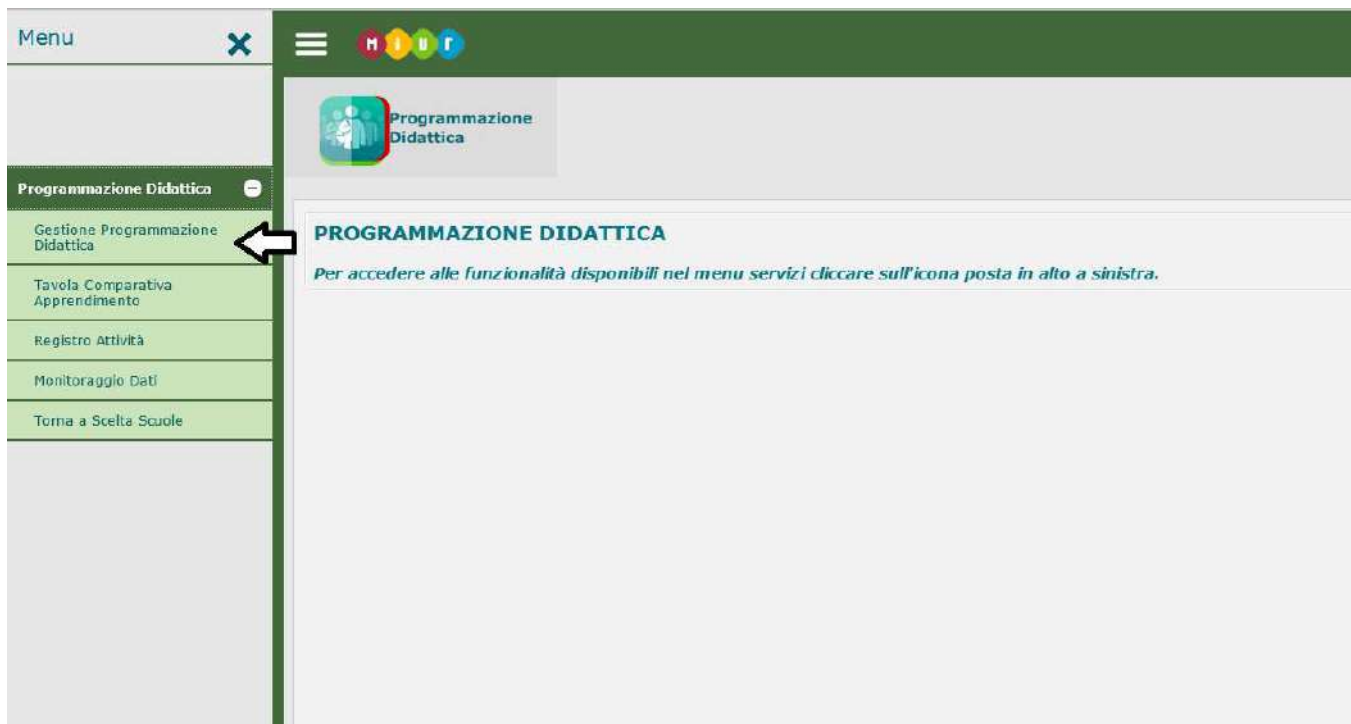 Menu
MIUr
Programmazione
Didattica
Programmazione Didattica
Gestione Programmazione
Didattica
Tavola Comparativa
Apprendimento
Registro Attività
Monitoraggio Dati
Torna a Scelta Scuole
PROGRAMMAZIONE DIDATTICA
Per accedere alle funzionalità disponibili nel menu servizi cliccare sull'icona posta in alto a sinistra.